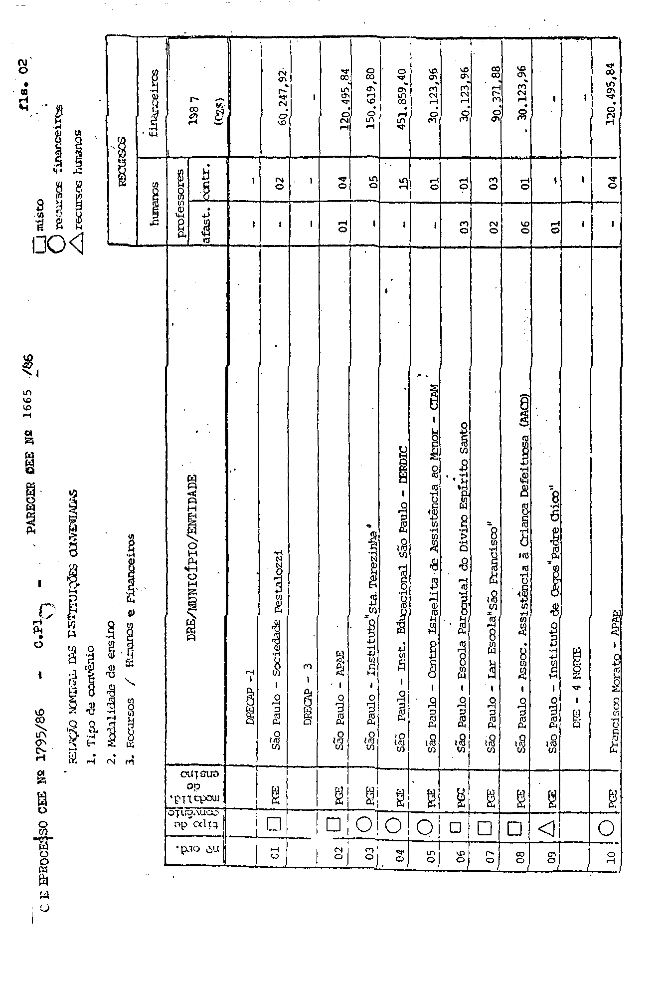 fls. 02
C E EPROCESSO CEE Nº 1795/86 - C.Pl - PARECER CEE Nº 1665 /86
misto
recursos financeiros
recursos humanos
RELAÇÃO NOMINAL DAS INSTITUIÇÕES CONVENIADAS
1. Tipo de convênio
2. Modalidade de ensino
3. Recursos / Humanos e Financeiros
RECURSOS
humanos financeiros
nº ord. tipo de convênio modalid. do ensino DRE/MUNICÍPIO/ENTIDADE professores 1987
afast. contr. (CZ$)
DRECAP -1 - -
01 PGE São Paulo - Sociedade Pestalozzi - 02 60.247,92
DRECAP - 3 - - -
02 PGE São Paulo - APAE 01 04 120.495,84
03 PGE São Paulo - Instituto "Sta.Terezinha" - 05 150.619,80
04 PGE São Paulo - Inst. Educacional São Paulo - DERDIC - 15 451.859,40
05 PGE São Paulo - Centro Israelita de Assistência ao Menor - CIAM - 01 30.123,96
06 PGC São Paulo - Escola Paroquial do Divino Espírito Santo 03 01 30.123,96
07 PGE São Paulo - Lar Escola "São Francisco" 02 03 90.371,88
08 PGE São Paulo - Assoc. Assistência ã Criança Defeituosa (AACD) 06 01 30.123,96
09 PGE São Paulo - Instituto de Cegos "Padre Chico" 01 - -
DRE - 4 NORTE - - -
10 PGE Francisco Morato - APAE - 04 120.495,84